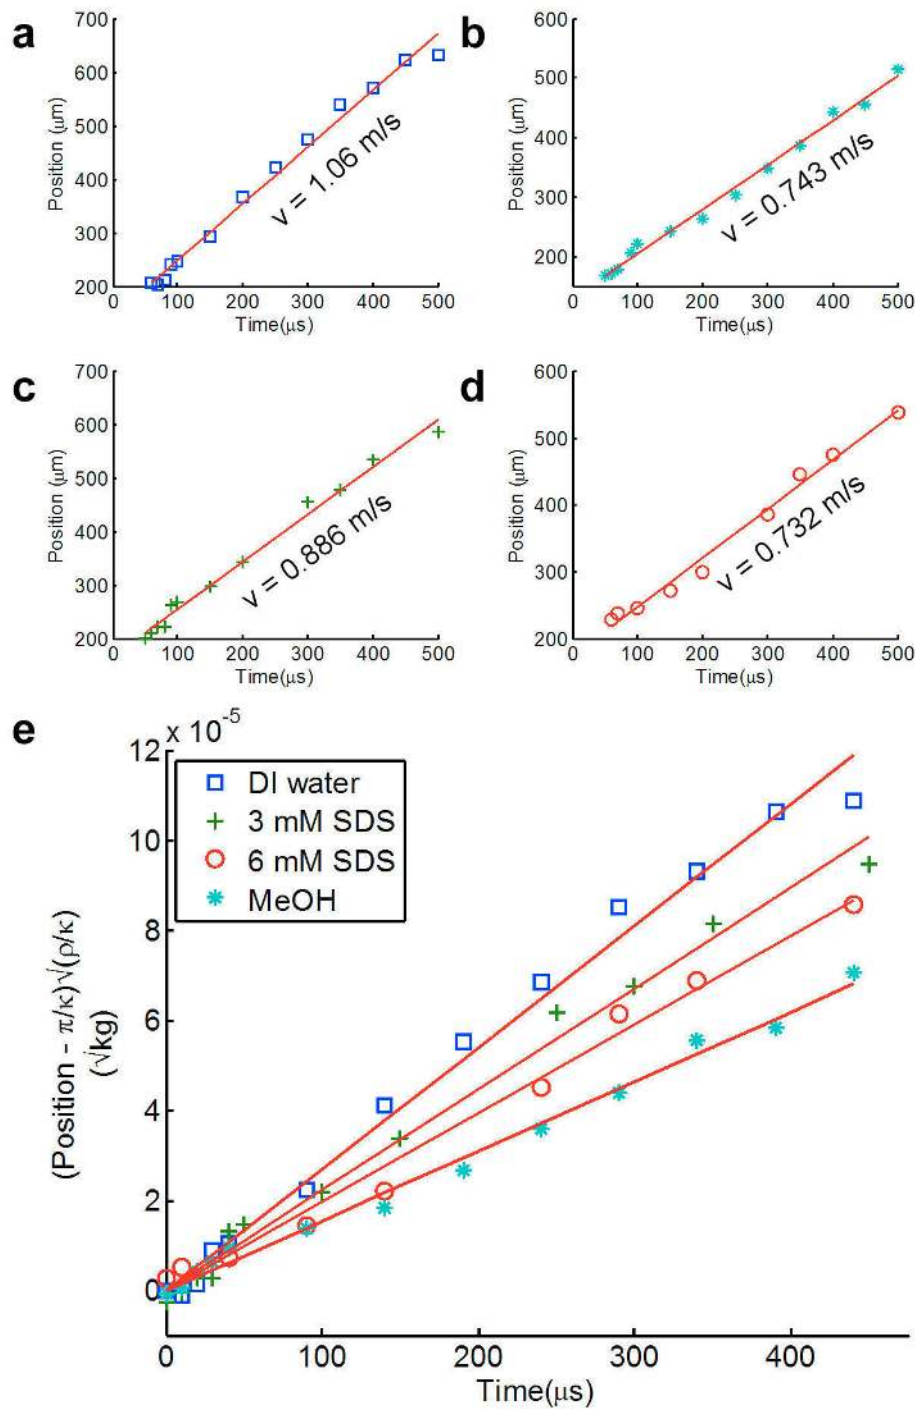 a
700
600
500
400
300
200
0 100 200 300 400 500
Position (μm)
Time(μs)
v = 1.06 m/s
b
600
500
400
300
200
0 100 200 300 400 500
Position (μm)
Time(μs)
v = 0.743 m/s
c
700
600
500
400
300
200
0 100 200 300 400 500
Position (μm)
Time(μs)
v = 0.886 m/s
d
600
500
400
300
200
0 100 200 300 400 500
Position (μm)
Time(μs)
v = 0.732 m/s
e
x 10⁻⁵
12
10
8
6
4
2
0
0 100 200 300 400
DI water
3 mM SDS
6 mM SDS
MeOH
(Position - π/κ)√(ρ/κ)
(√kg)
Time(μs)